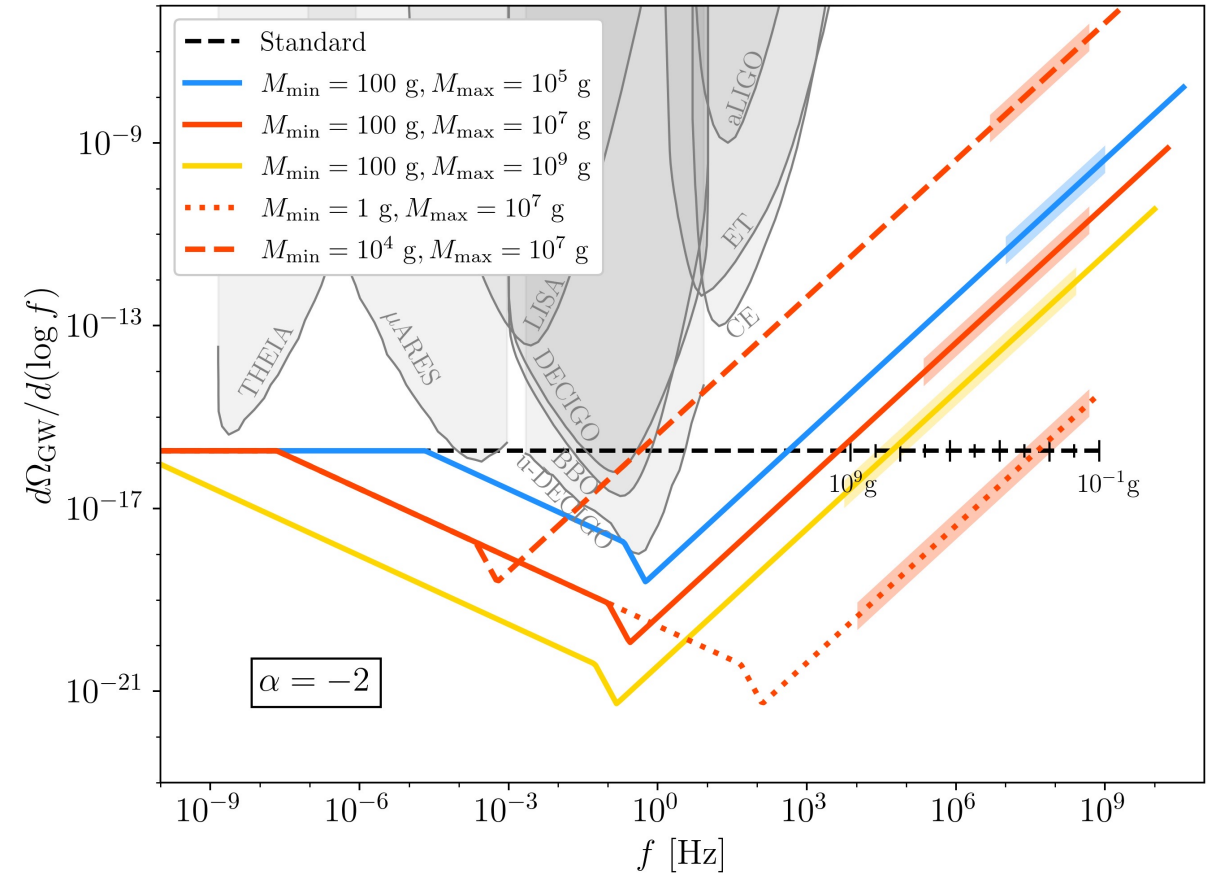 Standard
M_min = 100 g, M_max = 10^5 g
M_min = 100 g, M_max = 10^7 g
M_min = 100 g, M_max = 10^9 g
M_min = 1 g, M_max = 10^7 g
M_min = 10^4 g, M_max = 10^7 g
aLIGO
ET
CE
LISA
THEIA
μARES
DECIGO
BBO
u-DECIGO
10^9g
10^-1g
α = −2
dΩ_GW/d(log f)
10^-9
10^-13
10^-17
10^-21
10^-9
10^-6
10^-3
10^0
10^3
10^6
10^9
f [Hz]